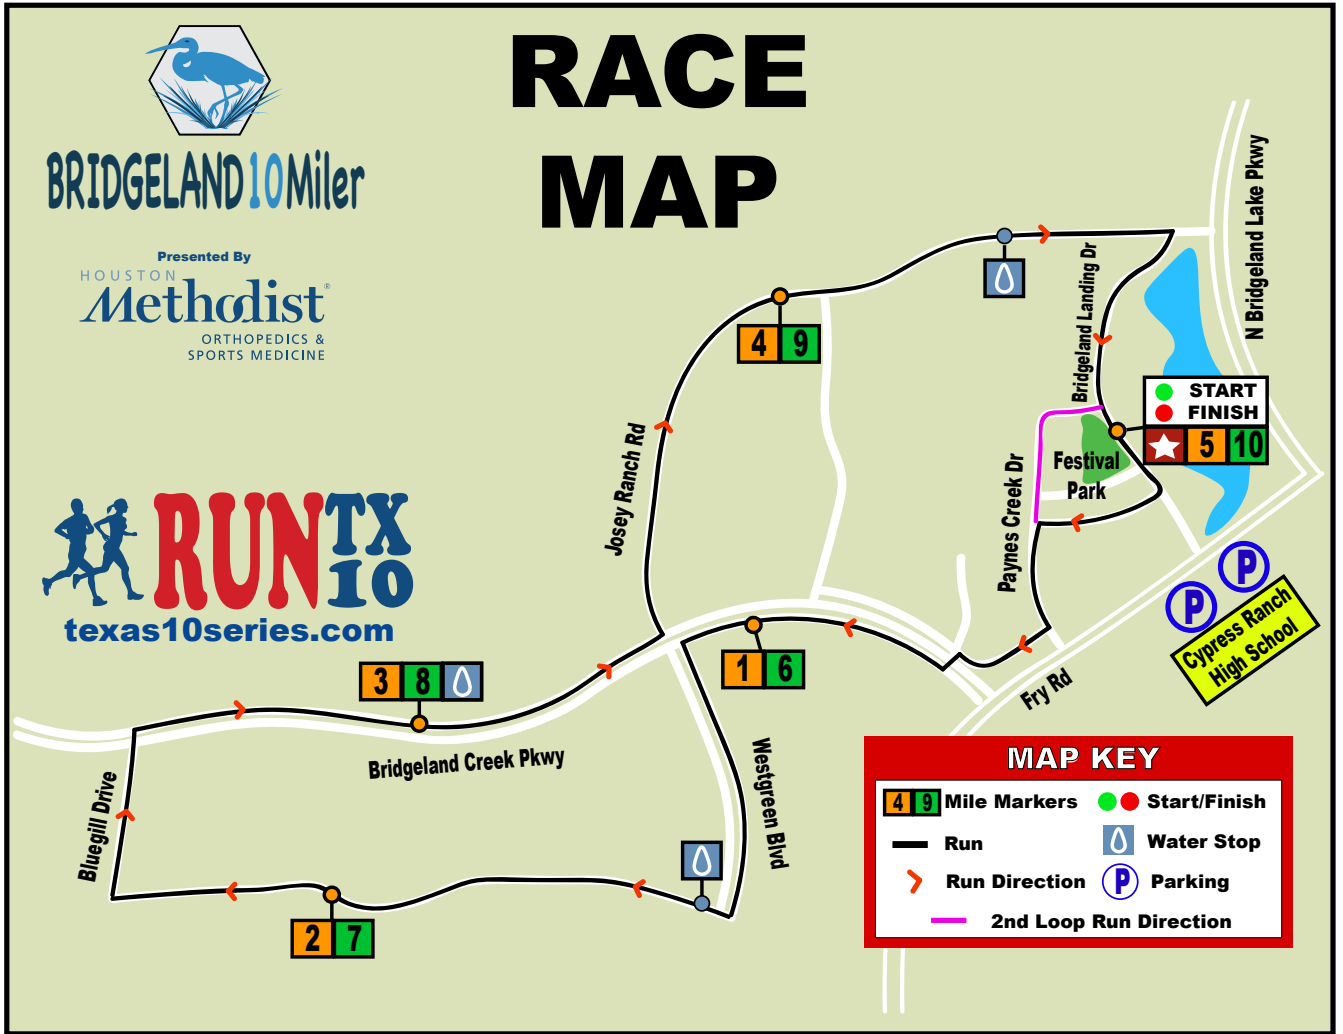 RACE
MAP
BRIDGELAND10Miler
Presented By
HOUSTON
Methodist®
ORTHOPEDICS &
SPORTS MEDICINE
RUN TX
10
texas10series.com
N Bridgeland Lake Pkwy
Bridgeland Landing Dr
4 9
START
FINISH
5 10
Josey Ranch Rd
Festival
Park
Paynes Creek Dr
P
P
Cypress Ranch
High School
1 6
3 8
Fry Rd
Bridgeland Creek Pkwy
Westgreen Blvd
Bluegill Drive
2 7
MAP KEY
4 9 Mile Markers
Start/Finish
Run
Water Stop
Run Direction
P Parking
2nd Loop Run Direction